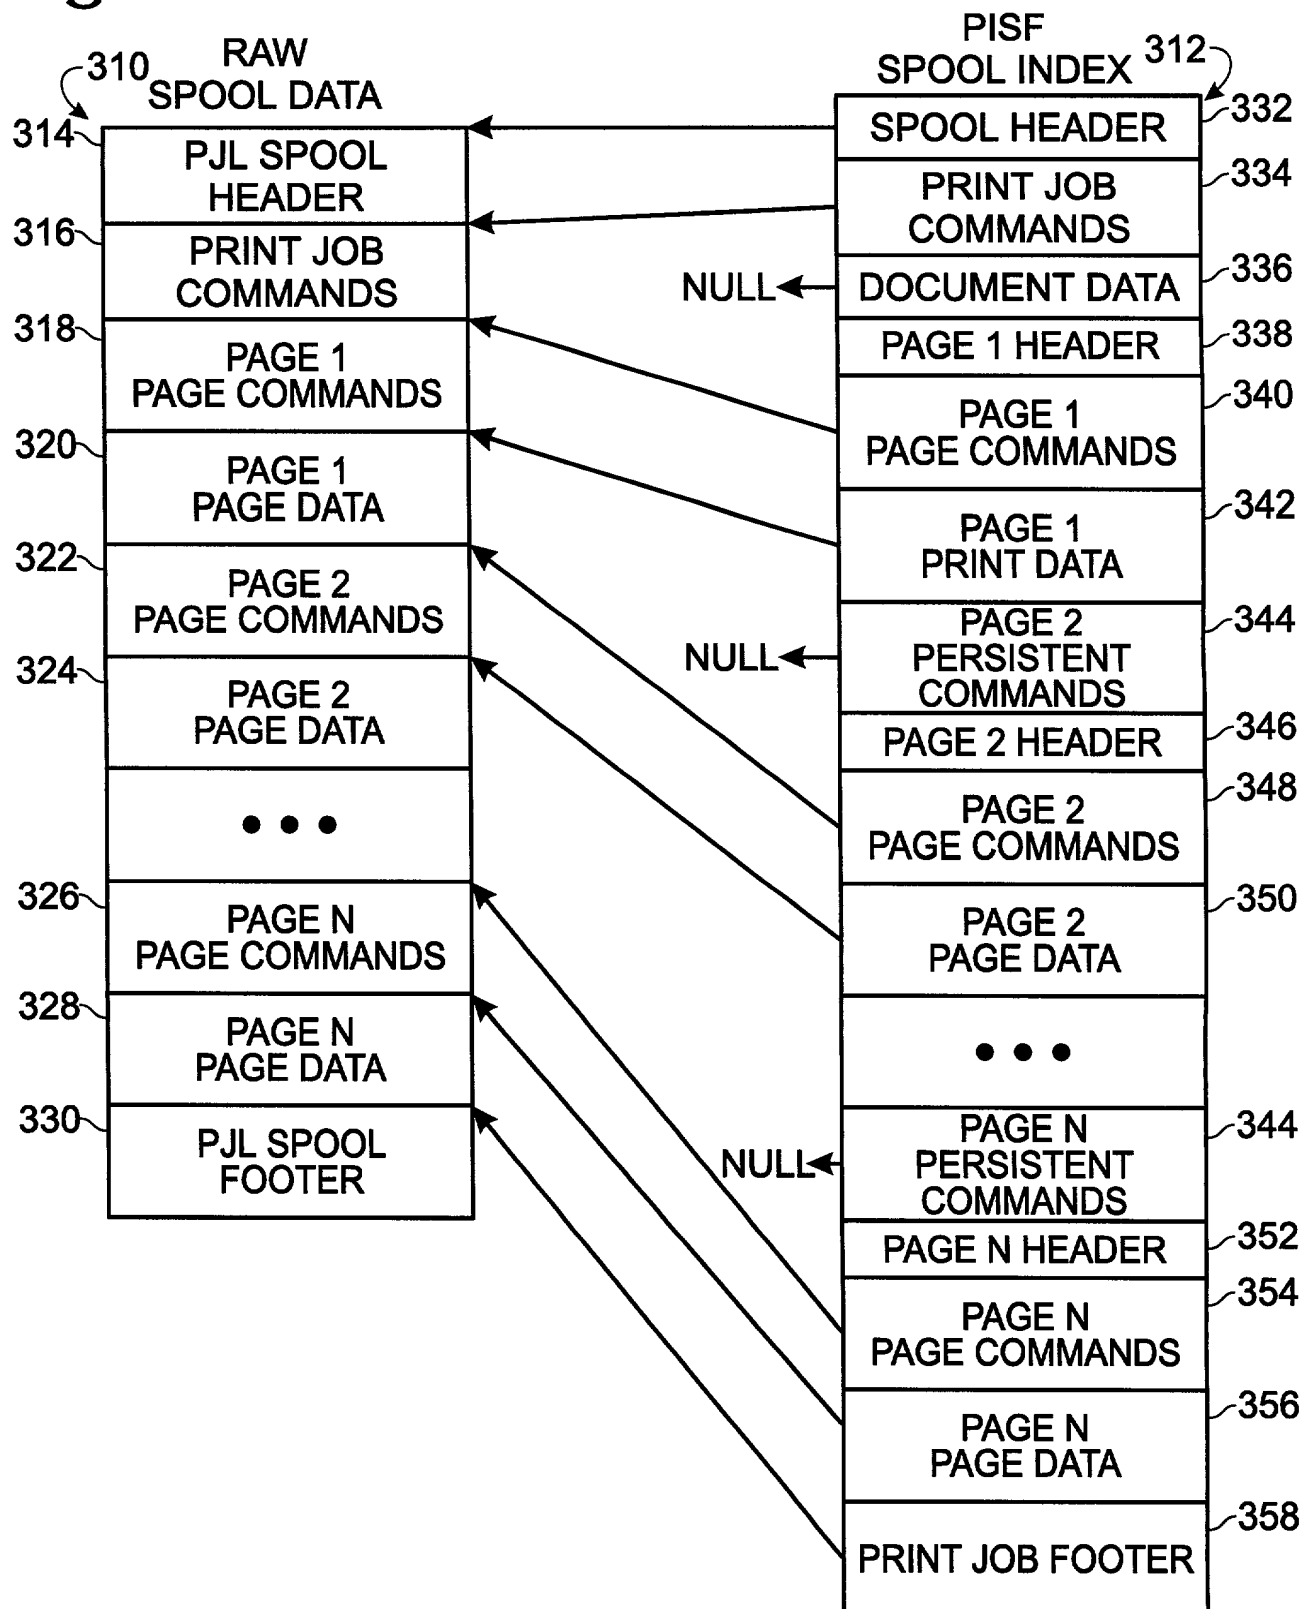 310
RAW
SPOOL DATA
314
PJL SPOOL
HEADER
316
PRINT JOB
COMMANDS
318
PAGE 1
PAGE COMMANDS
320
PAGE 1
PAGE DATA
322
PAGE 2
PAGE COMMANDS
324
PAGE 2
PAGE DATA
● ● ●
326
PAGE N
PAGE COMMANDS
328
PAGE N
PAGE DATA
330
PJL SPOOL
FOOTER
PISF
SPOOL INDEX
312
SPOOL HEADER
332
PRINT JOB
COMMANDS
334
NULL
DOCUMENT DATA
336
PAGE 1 HEADER
338
PAGE 1
PAGE COMMANDS
340
PAGE 1
PRINT DATA
342
NULL
PAGE 2
PERSISTENT
COMMANDS
344
PAGE 2 HEADER
346
PAGE 2
PAGE COMMANDS
348
PAGE 2
PAGE DATA
350
● ● ●
NULL
PAGE N
PERSISTENT
COMMANDS
344
PAGE N HEADER
352
PAGE N
PAGE COMMANDS
354
PAGE N
PAGE DATA
356
PRINT JOB FOOTER
358